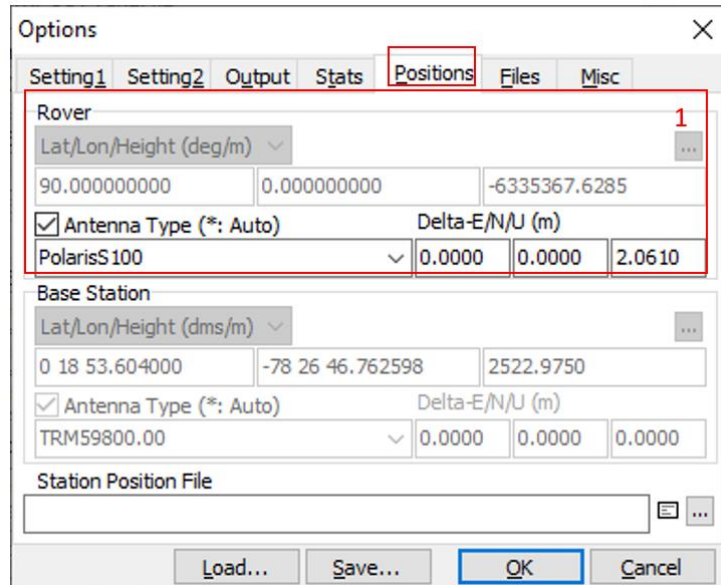 Options
Setting1 Setting2 Output Stats Positions Files Misc
Rover
1
Lat/Lon/Height (deg/m) ...
90.000000000 0.000000000 -6335367.6285
Antenna Type (*: Auto) Delta-E/N/U (m)
PolarisS100 0.0000 0.0000 2.0610
Base Station
Lat/Lon/Height (dms/m) ...
0 18 53.604000 -78 26 46.762598 2522.9750
Antenna Type (*: Auto) Delta-E/N/U (m)
TRM59800.00 0.0000 0.0000 0.0000
Station Position File
...
Load... Save... OK Cancel